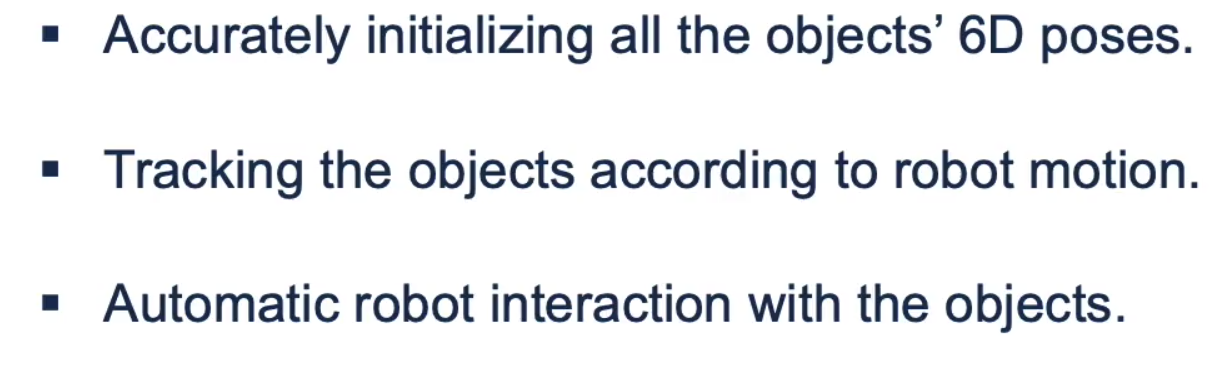 ▪ Accurately initializing all the objects’ 6D poses.
▪ Tracking the objects according to robot motion.
▪ Automatic robot interaction with the objects.